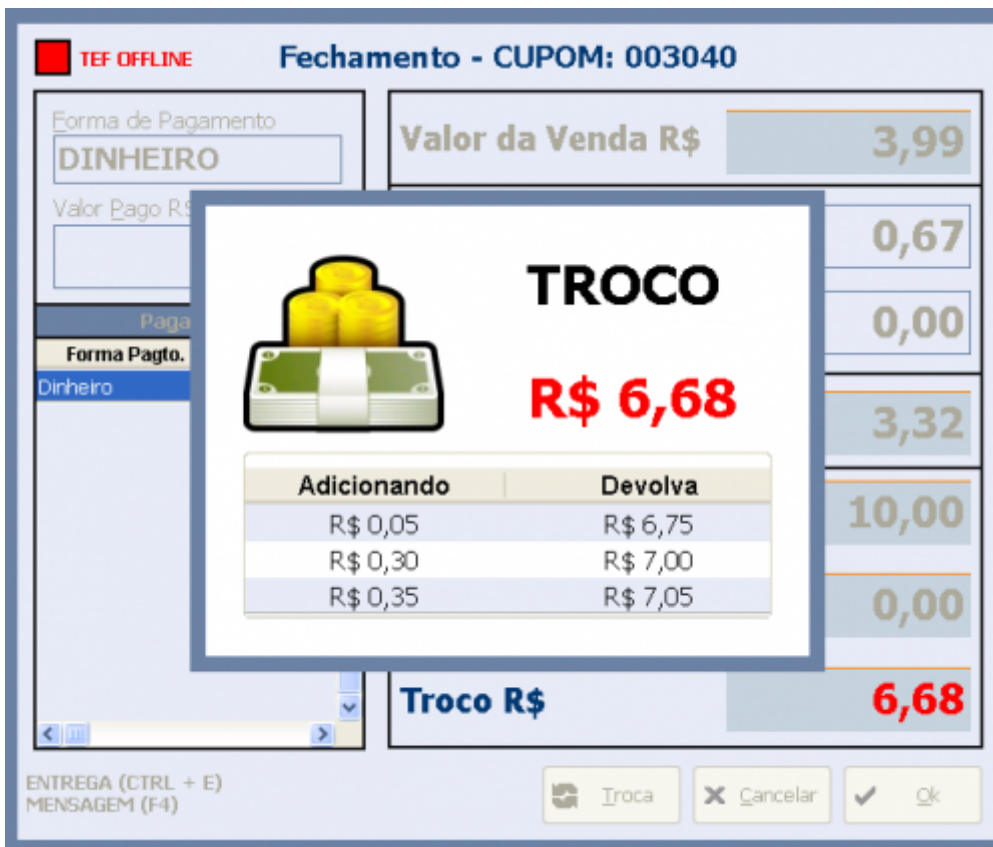 TEF OFFLINE
Fechamento - CUPOM: 003040
Forma de Pagamento
DINHEIRO
Valor Pago R$
Valor da Venda R$ 3,99
0,67
0,00
3,32
10,00
0,00
Forma Pagto.
Dinheiro
TROCO
R$ 6,68
Adicionando Devolva
R$ 0,05 R$ 6,75
R$ 0,30 R$ 7,00
R$ 0,35 R$ 7,05
Troco R$ 6,68
ENTREGA (CTRL + E)
MENSAGEM (F4)
Troca Cancelar Ok